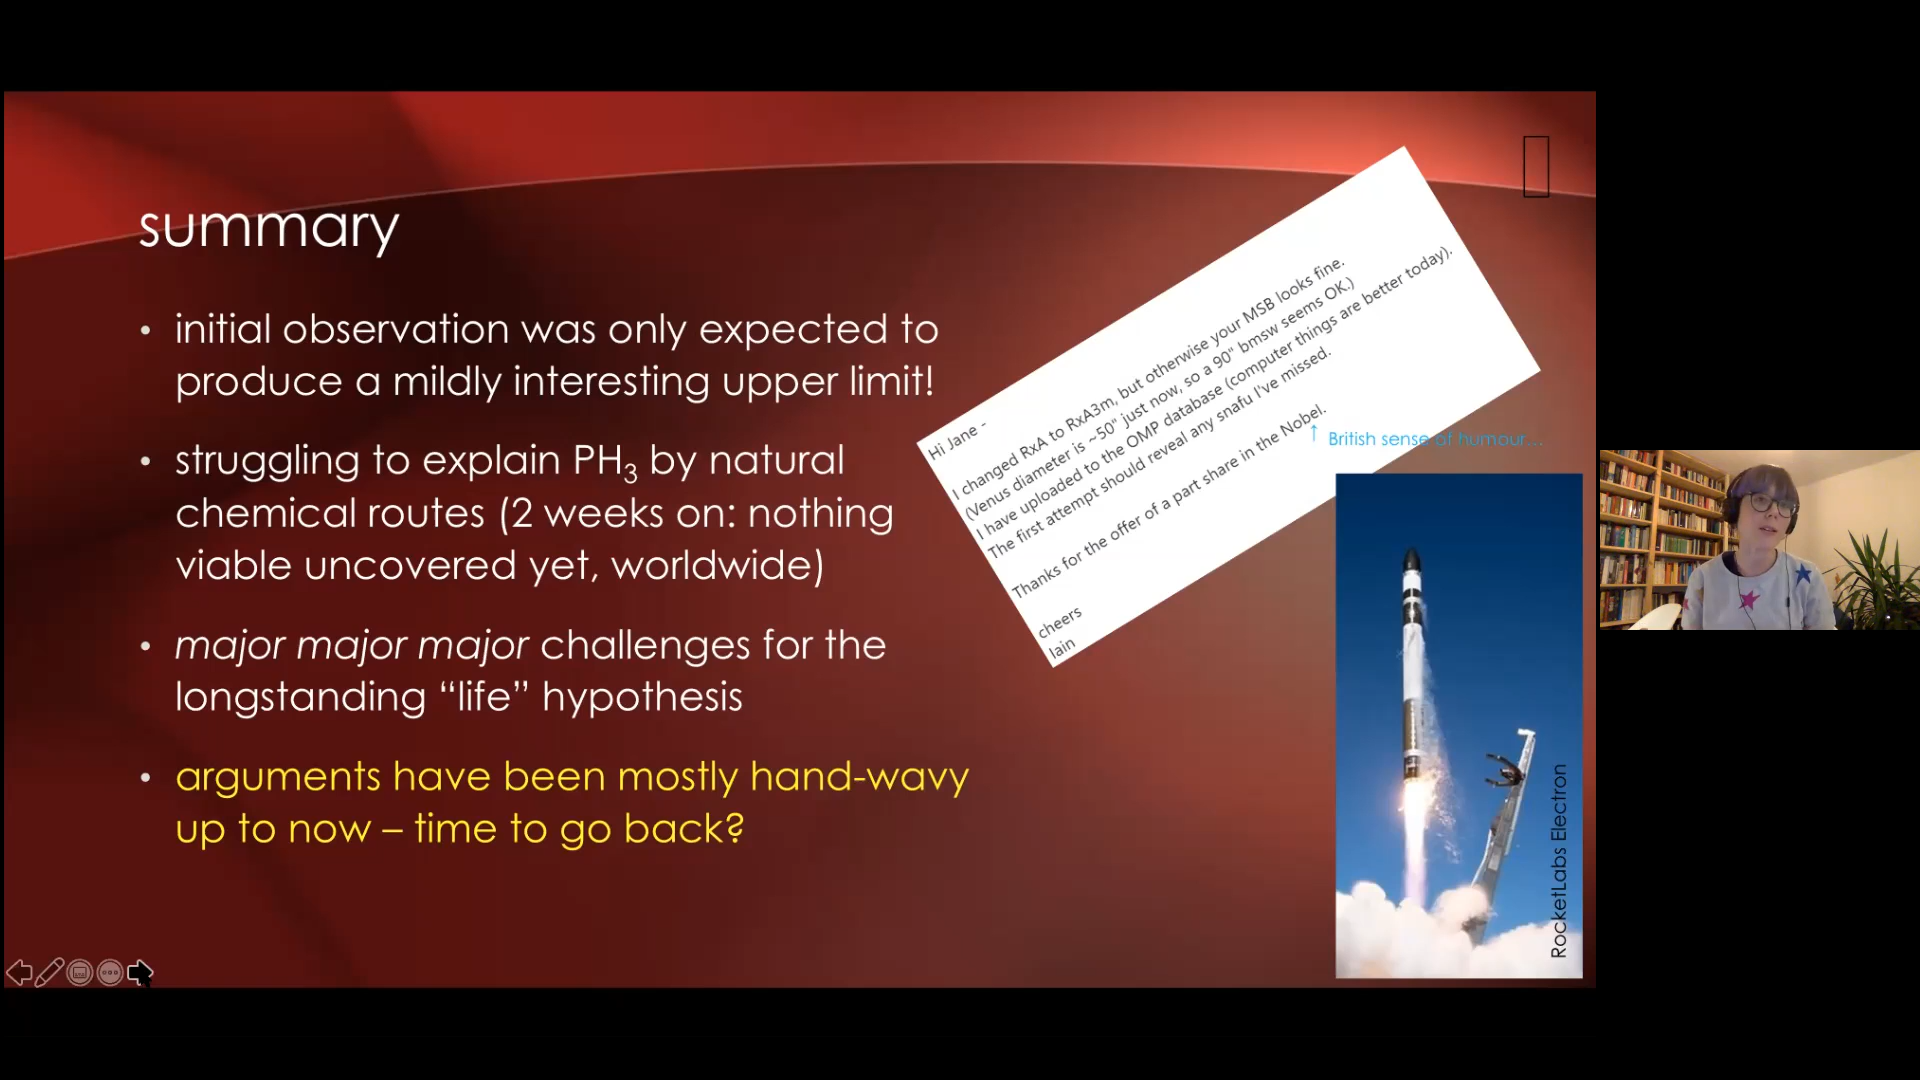 summary
• initial observation was only expected to
produce a mildly interesting upper limit!
• struggling to explain PH₃ by natural
chemical routes (2 weeks on: nothing
viable uncovered yet, worldwide)
• major major major challenges for the
longstanding “life” hypothesis
• arguments have been mostly hand-wavy
up to now – time to go back?
Hi Jane -
I changed RxA to RxA3m, but otherwise your MSB looks fine.
(Venus diameter is ~50" just now, so a 90" bmsw seems OK.)
I have uploaded to the OMP database (computer things are better today).
The first attempt should reveal any snafu I've missed.
Thanks for the offer of a part share in the Nobel.
cheers
Iain
↑ British sense of humour...
RocketLabs Electron